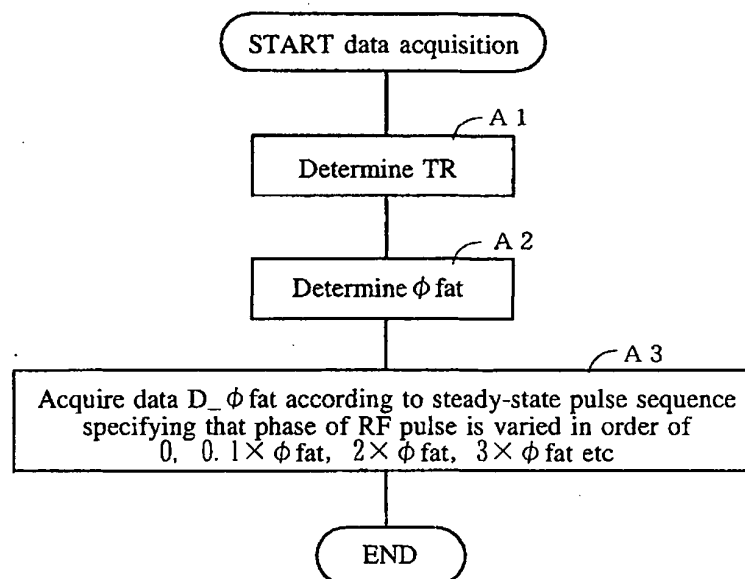 START data acquisition
A 1
Determine TR
A 2
Determine ϕ fat
A 3
Acquire data D_ ϕ fat according to steady-state pulse sequence
specifying that phase of RF pulse is varied in order of
0, 0. 1× ϕ fat, 2× ϕ fat, 3× ϕ fat etc
END